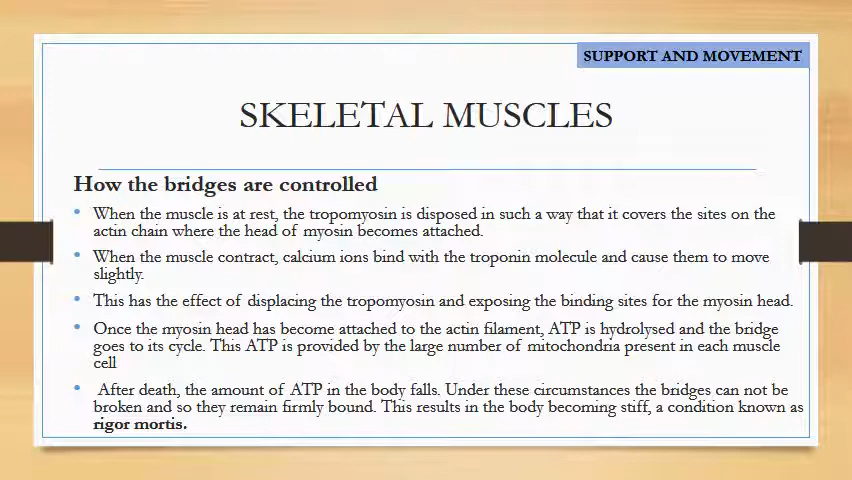 SUPPORT AND MOVEMENT
SKELETAL MUSCLES
How the bridges are controlled
• When the muscle is at rest, the tropomyosin is disposed in such a way that it covers the sites on the
actin chain where the head of myosin becomes attached.
• When the muscle contract, calcium ions bind with the troponin molecule and cause them to move
slightly.
• This has the effect of displacing the tropomyosin and exposing the binding sites for the myosin head.
• Once the myosin head has become attached to the actin filament, ATP is hydrolysed and the bridge
goes to its cycle. This ATP is provided by the large number of mitochondria present in each muscle
cell
• After death, the amount of ATP in the body falls. Under these circumstances the bridges can not be
broken and so they remain firmly bound. This results in the body becoming stiff, a condition known as
rigor mortis.